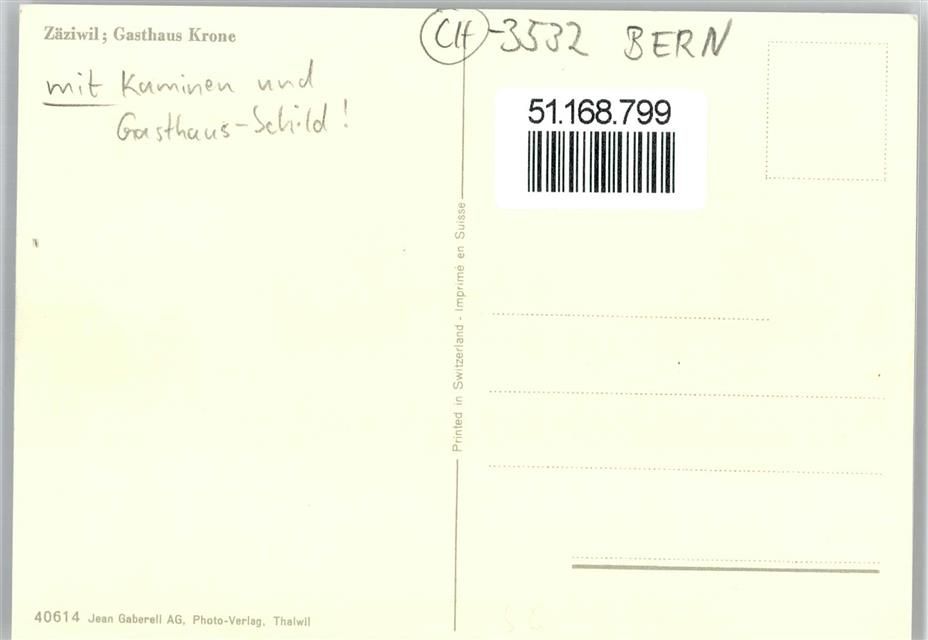 Zäziwil; Gasthaus Krone
mit Kaminen und
Gasthaus-Schild!
CH-3532 BERN
51.168.799
Printed in Switzerland - Imprimé en Suisse
40614 Jean Gaberell AG, Photo-Verlag, Thalwil